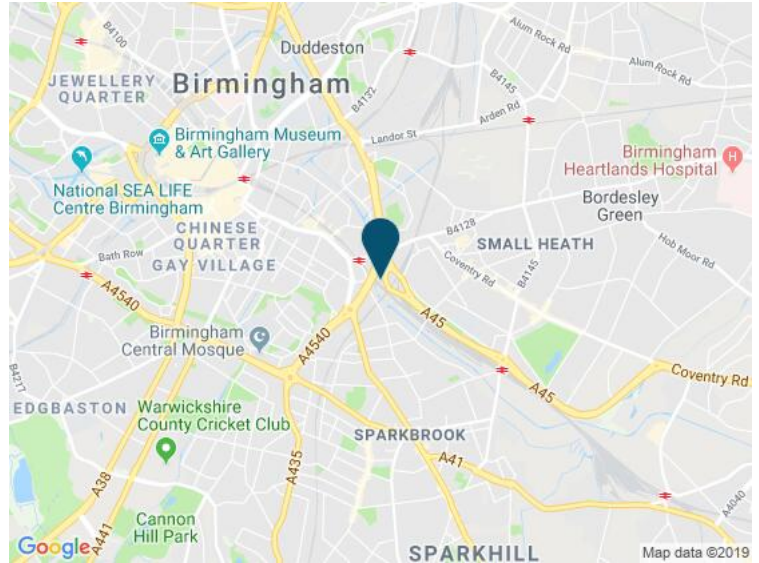 B4100
Duddeston
Alum Rock Rd
Alum Rock Rd
JEWELLERY
QUARTER
Birmingham
B4132
B4145
Arden Rd
Landor St
Birmingham Museum
& Art Gallery
Birmingham
Heartlands Hospital
H
National SEA LIFE
Centre Birmingham
Bordesley
Green
CHINESE
QUARTER
B4128
SMALL HEATH
Hob Moor Rd
Bath Row
GAY VILLAGE
Coventry Rd
B4145
A4540
A45
Birmingham
Central Mosque
A4540
B4217
A45
Coventry Rd
EDGBASTON
Warwickshire
County Cricket Club
SPARKBROOK
A435
A41
A38
A441
A4040
Cannon
Hill Park
Google
SPARKHILL
Map data ©2019